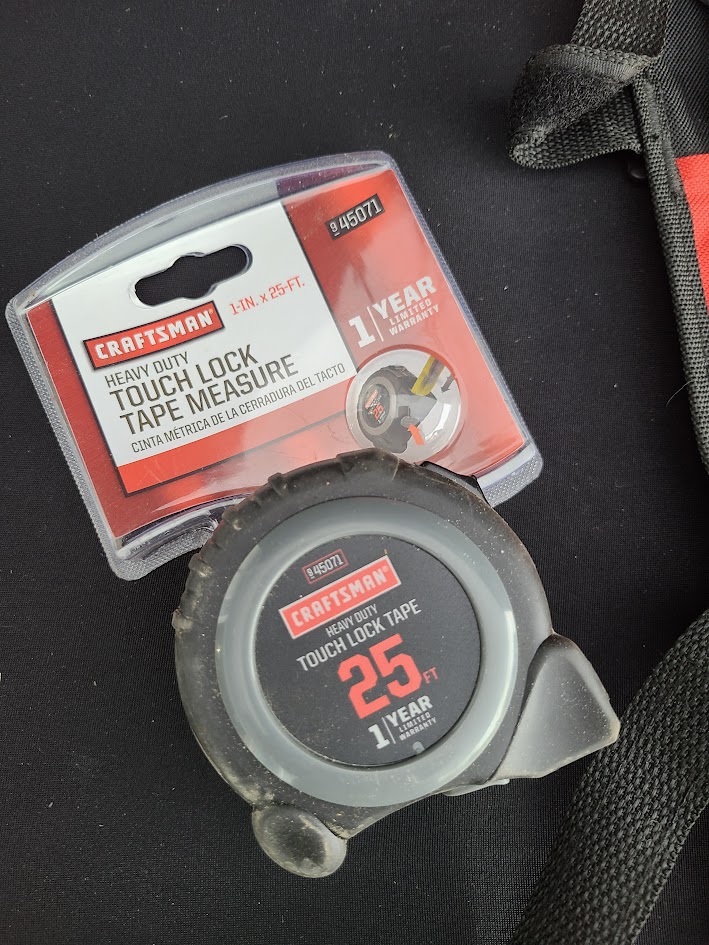 9 45071
1-IN. x 25-FT.
CRAFTSMAN®
HEAVY DUTY
TOUCH LOCK
TAPE MEASURE
CINTA MÉTRICA DE LA CERRADURA DEL TACTO
1 YEAR
LIMITED
WARRANTY
9 45071
CRAFTSMAN®
HEAVY DUTY
TOUCH LOCK TAPE
25 FT
1 YEAR
LIMITED
WARRANTY